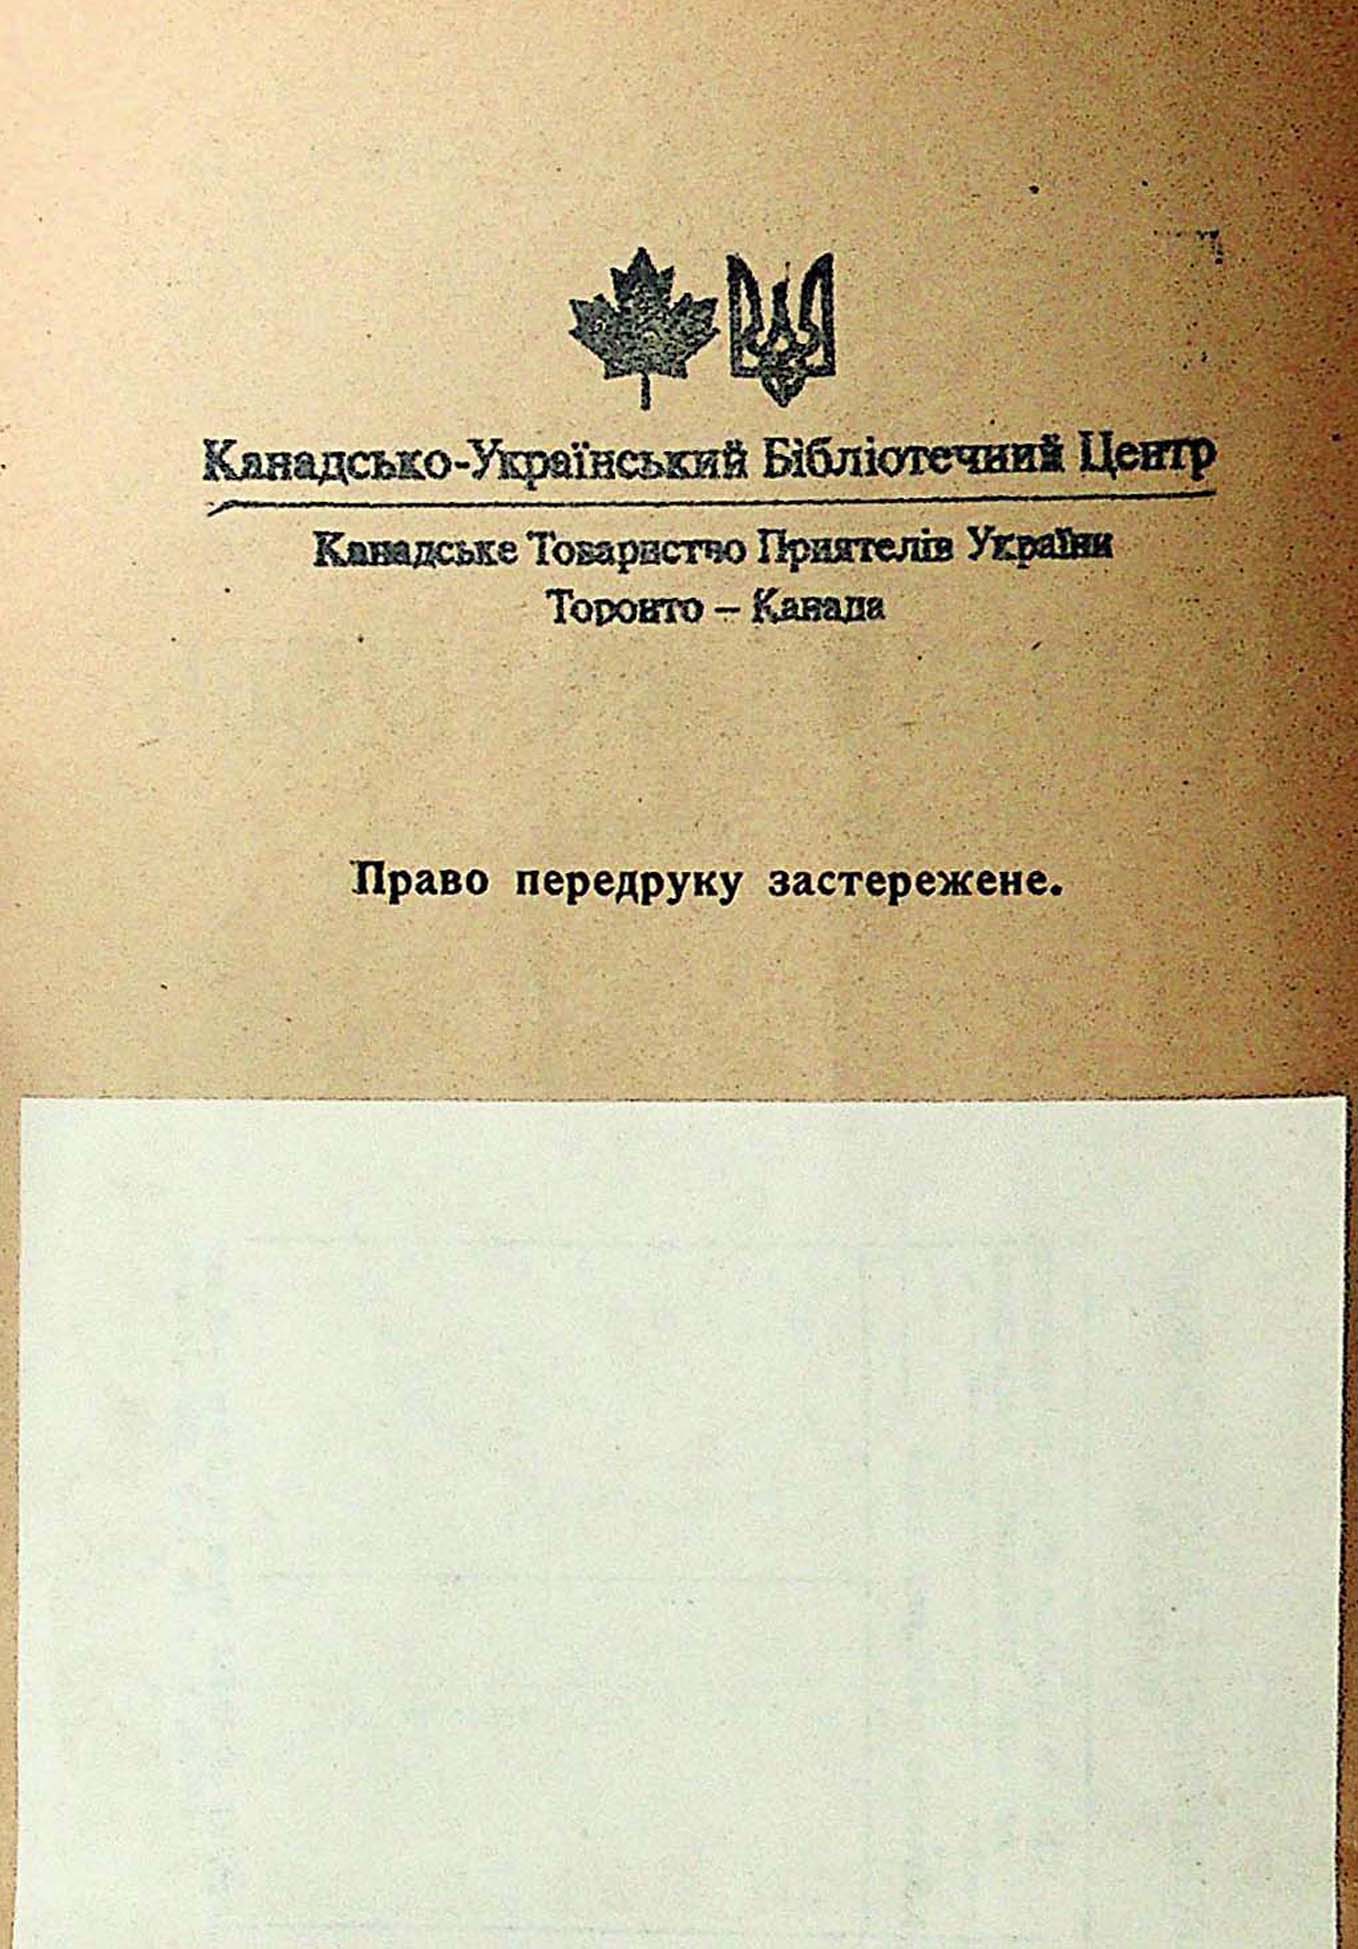 Канадсько-Український Бібліотечний Центр
Канадське Товариство Приятелів України
Торонто – Канада
Право передруку застережене.